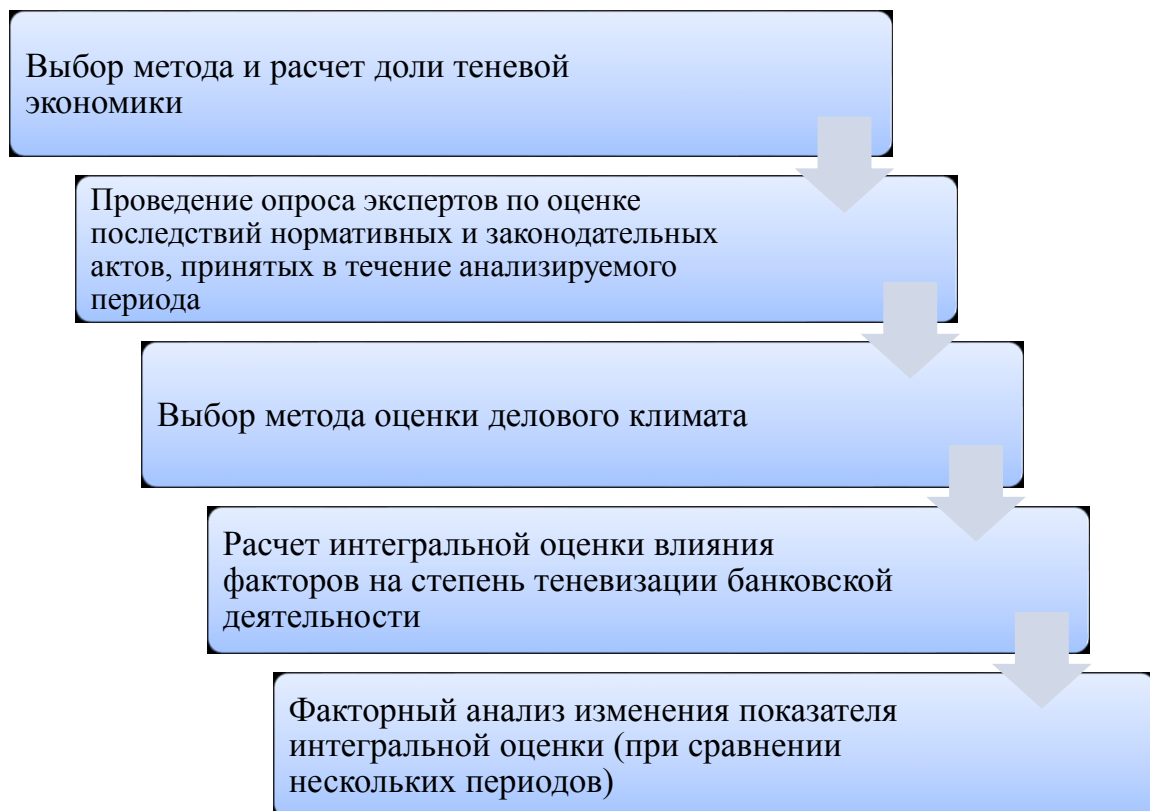 Выбор метода и расчет доли теневой
экономики
Проведение опроса экспертов по оценке
последствий нормативных и законодательных
актов, принятых в течение анализируемого
периода
Выбор метода оценки делового климата
Расчет интегральной оценки влияния
факторов на степень теневизации банковской
деятельности
Факторный анализ изменения показателя
интегральной оценки (при сравнении
нескольких периодов)